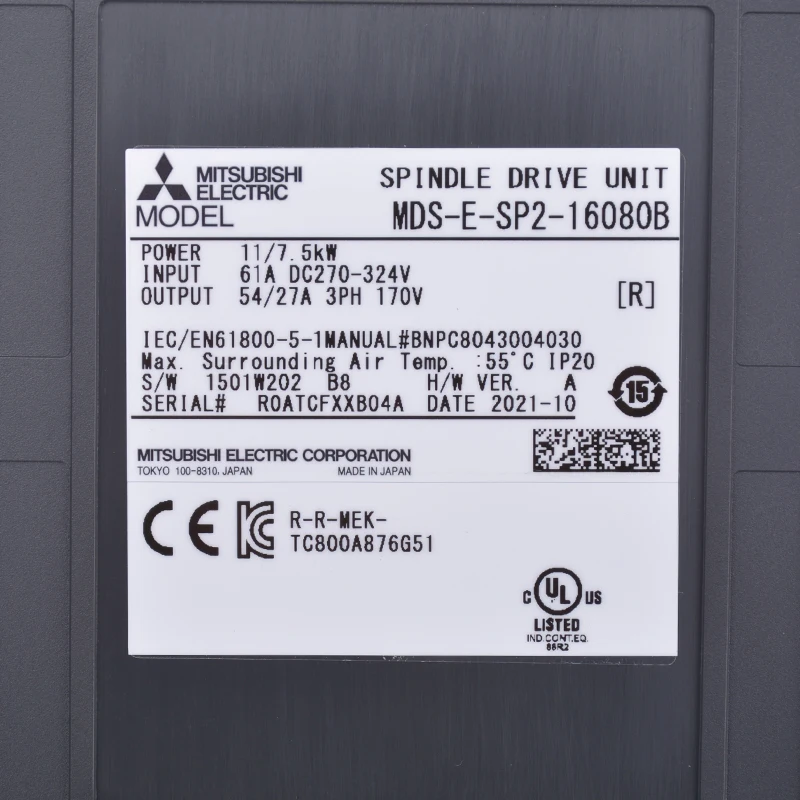 MITSUBISHI
ELECTRIC
SPINDLE DRIVE UNIT
MODEL MDS-E-SP2-16080B
POWER 11/7.5kW
INPUT 61A DC270-324V
OUTPUT 54/27A 3PH 170V
[R]
IEC/EN61800-5-1MANUAL#BNPC8043004030
Max. Surrounding Air Temp. :55°C IP20
S/W 1501W202 B8 H/W VER. A
SERIAL# R0ATCFXXB04A DATE 2021-10
15
MITSUBISHI ELECTRIC CORPORATION
TOKYO 100-8310, JAPAN MADE IN JAPAN
CE KC R-R-MEK-
TC800A876G51
C UL US
LISTED
IND.CONT.EQ.
66R2